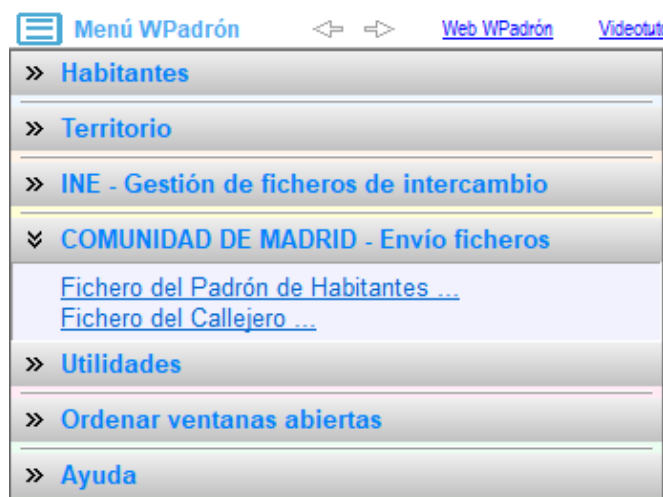 Menú WPadrón Web WPadrón
Habitantes
Territorio
INE - Gestión de ficheros de intercambio
COMUNIDAD DE MADRID - Envío ficheros
Fichero del Padrón de Habitantes ...
Fichero del Callejero ...
Utilidades
Ordenar ventanas abiertas
Ayuda